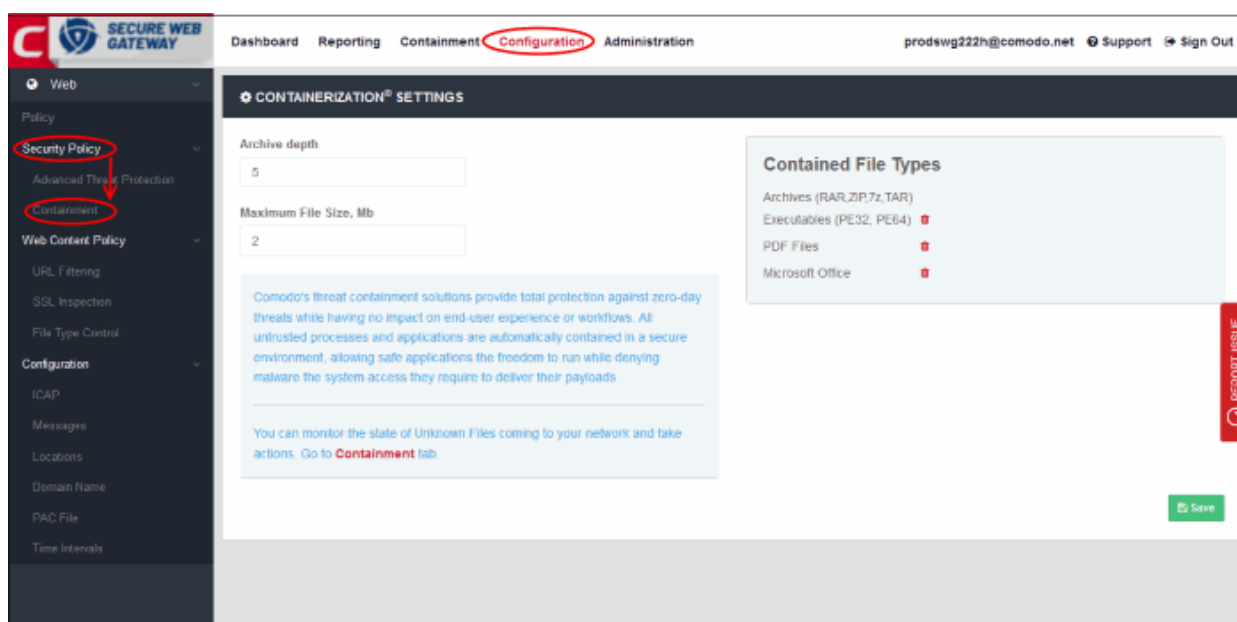 C SECURE WEB
GATEWAY
Dashboard Reporting Containment Configuration Administration prodswg222h@comodo.net Support Sign Out
Web
Policy
Security Policy
Advanced Threat Protection
Containment
Web Content Policy
URL Filtering
SSL Inspection
File Type Control
Configuration
ICAP
Messages
Locations
Domain Name
PAC File
Time Intervals
CONTAINERIZATION® SETTINGS
Archive depth
5
Maximum File Size, Mb
2
Comodo's threat containment solutions provide total protection against zero-day
threats while having no impact on end-user experience or workflows. All
untrusted processes and applications are automatically contained in a secure
environment, allowing safe applications the freedom to run while denying
malware the system access they require to deliver their payloads
You can monitor the state of Unknown Files coming to your network and take
actions. Go to Containment tab.
Contained File Types
Archives (RAR,ZIP,7z,TAR)
Executables (PE32, PE64)
PDF Files
Microsoft Office
REPORT ISSUE
Save